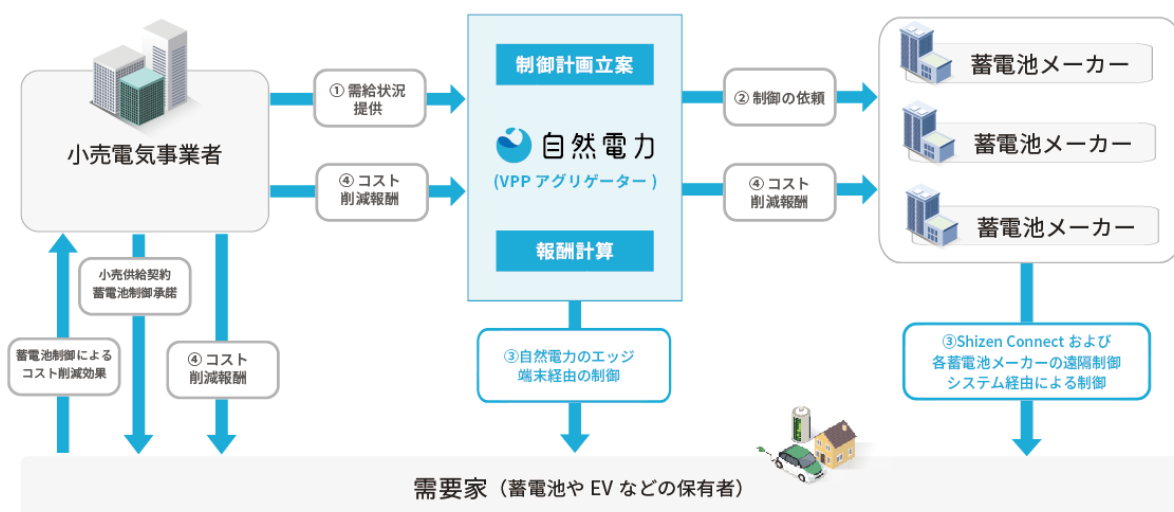 小売電気事業者
① 需給状況
提供
④ コスト
削減報酬
制御計画立案
自然電力
(VPP アグリゲーター )
報酬計算
② 制御の依頼
④ コスト
削減報酬
蓄電池メーカー
蓄電池メーカー
蓄電池メーカー
蓄電池制御による
コスト削減効果
小売供給契約
蓄電池制御承諾
④ コスト
削減報酬
③自然電力のエッジ
端末経由の制御
③Shizen Connect および
各蓄電池メーカーの遠隔制御
システム経由による制御
需要家（蓄電池や EV などの保有者）